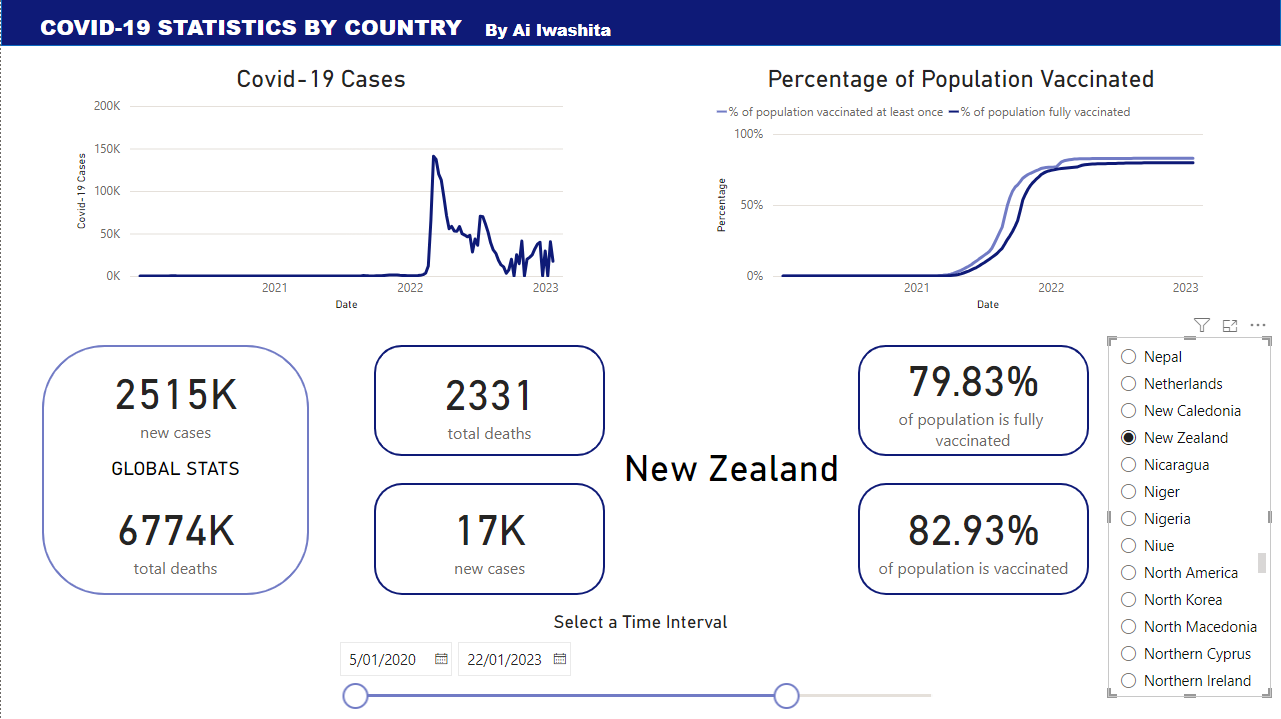 COVID-19 STATISTICS BY COUNTRY By Ai Iwashita
Covid-19 Cases
Covid-19 Cases
200K
150K
100K
50K
0K
2021 2022 2023
Date
Percentage of Population Vaccinated
% of population vaccinated at least once % of population fully vaccinated
Percentage
100%
50%
0%
2021 2022 2023
Date
2515K
new cases
GLOBAL STATS
6774K
total deaths
2331
total deaths
17K
new cases
New Zealand
79.83%
of population is fully
vaccinated
82.93%
of population is vaccinated
Nepal
Netherlands
New Caledonia
New Zealand
Nicaragua
Niger
Nigeria
Niue
North America
North Korea
North Macedonia
Northern Cyprus
Northern Ireland
Select a Time Interval
5/01/2020 22/01/2023